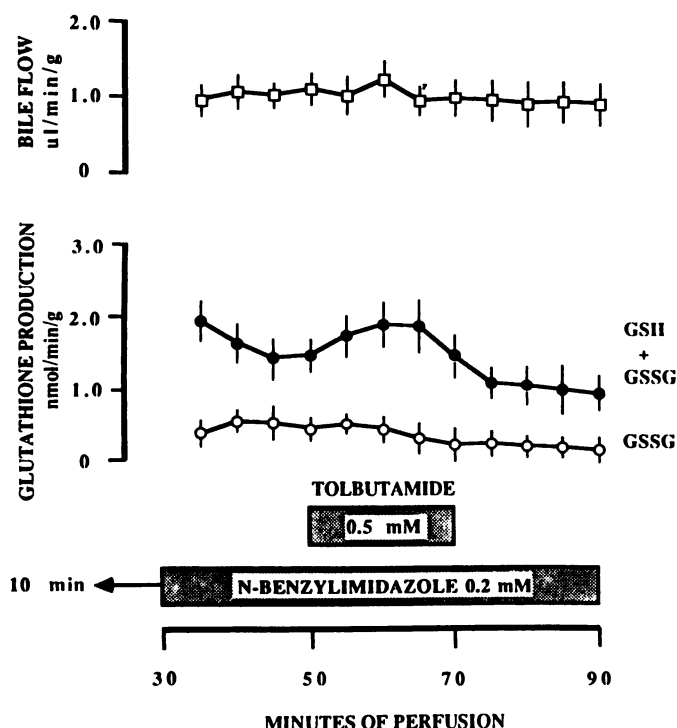 BILE FLOW
ul/min/g
2.0
1.0
0
GLUTATHIONE PRODUCTION
nmol/min/g
3.0
2.0
1.0
0
GSH
+
GSSG
GSSG
TOLBUTAMIDE
0.5 mM
10 min
N-BENZYLIMIDAZOLE 0.2 mM
30 50 70 90
MINUTES OF PERFUSION